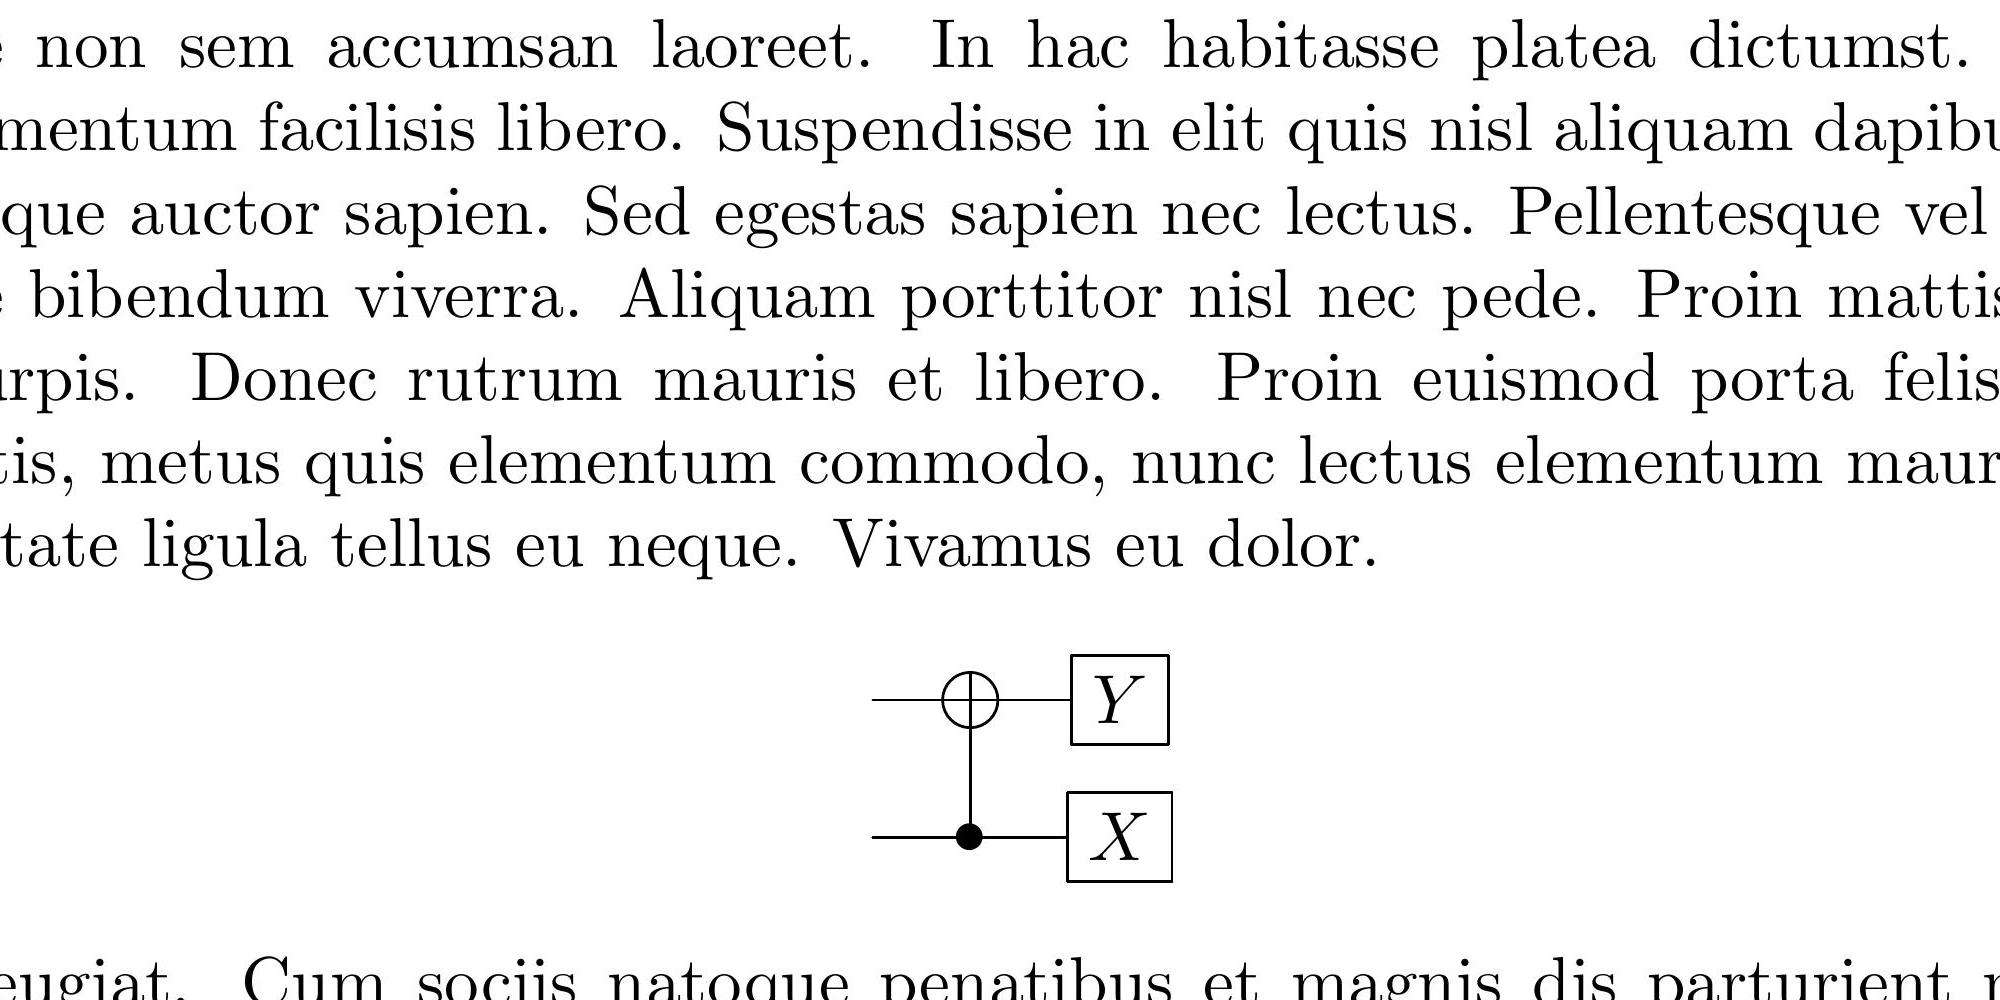 non sem accumsan laoreet. In hac habitasse platea dictumst.
mentum facilisis libero. Suspendisse in elit quis nisl aliquam dapibu
que auctor sapien. Sed egestas sapien nec lectus. Pellentesque vel
bibendum viverra. Aliquam porttitor nisl nec pede. Proin mattis
urpis. Donec rutrum mauris et libero. Proin euismod porta felis
tis, metus quis elementum commodo, nunc lectus elementum maur
tate ligula tellus eu neque. Vivamus eu dolor.
Y
X
eugiat. Cum sociis natoque penatibus et magnis dis parturient